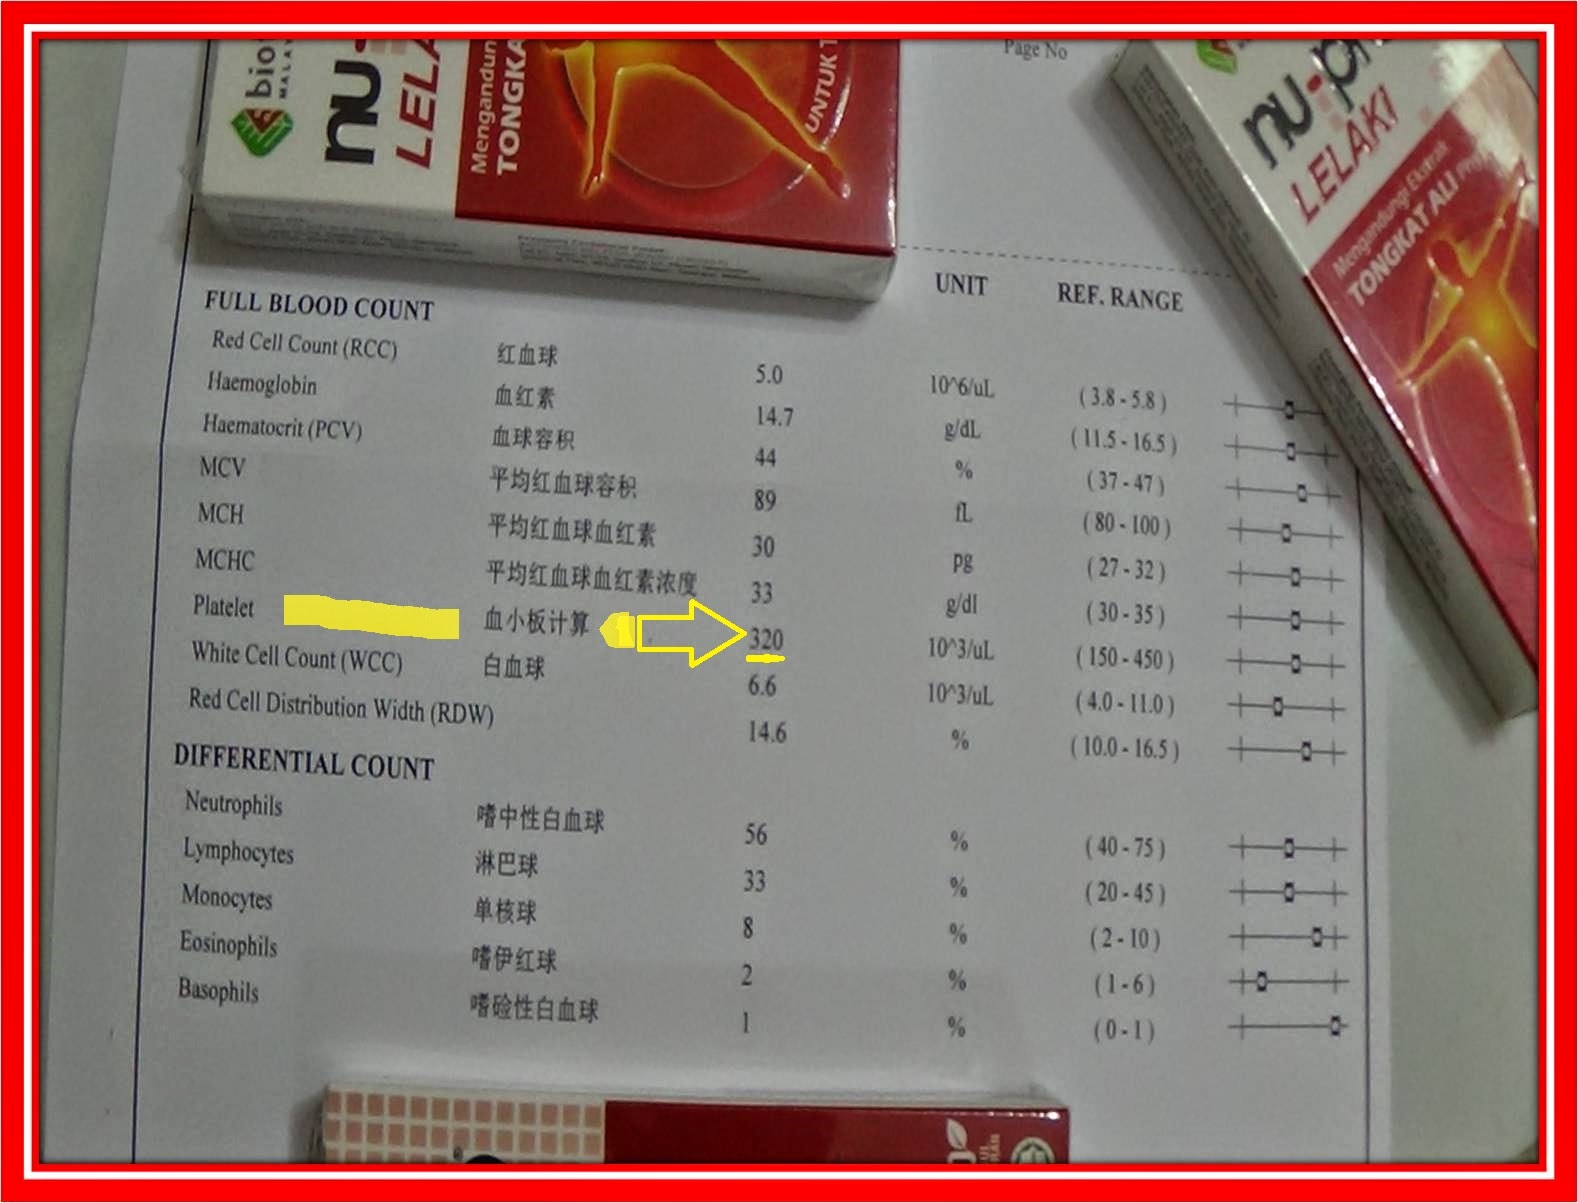 Page No
nu-
LELA
Mengandun
TONGKA
UNTUK
MALA
LELAKI
Mengandungi Ekstrak
TONGKAT ALI
UNIT REF. RANGE
FULL BLOOD COUNT
Red Cell Count (RCC) 红血球 5.0 10^6/uL ( 3.8 - 5.8 )
Haemoglobin 血红素 14.7 g/dL ( 11.5 - 16.5 )
Haematocrit (PCV) 血球容积 44 % ( 37 - 47 )
MCV 平均红血球容积 89 fL ( 80 - 100 )
MCH 平均红血球血红素 30 pg ( 27 - 32 )
MCHC 平均红血球血红素浓度 33 g/dl ( 30 - 35 )
Platelet 血小板计算 320 10^3/uL ( 150 - 450 )
White Cell Count (WCC) 白血球 6.6 10^3/uL ( 4.0 - 11.0 )
Red Cell Distribution Width (RDW) 14.6 % ( 10.0 - 16.5 )
DIFFERENTIAL COUNT
Neutrophils 嗜中性白血球 56 % ( 40 - 75 )
Lymphocytes 淋巴球 33 % ( 20 - 45 )
Monocytes 单核球 8 % ( 2 - 10 )
Eosinophils 嗜伊红球 2 % ( 1 - 6 )
Basophils 嗜硷性白血球 1 % ( 0 - 1 )